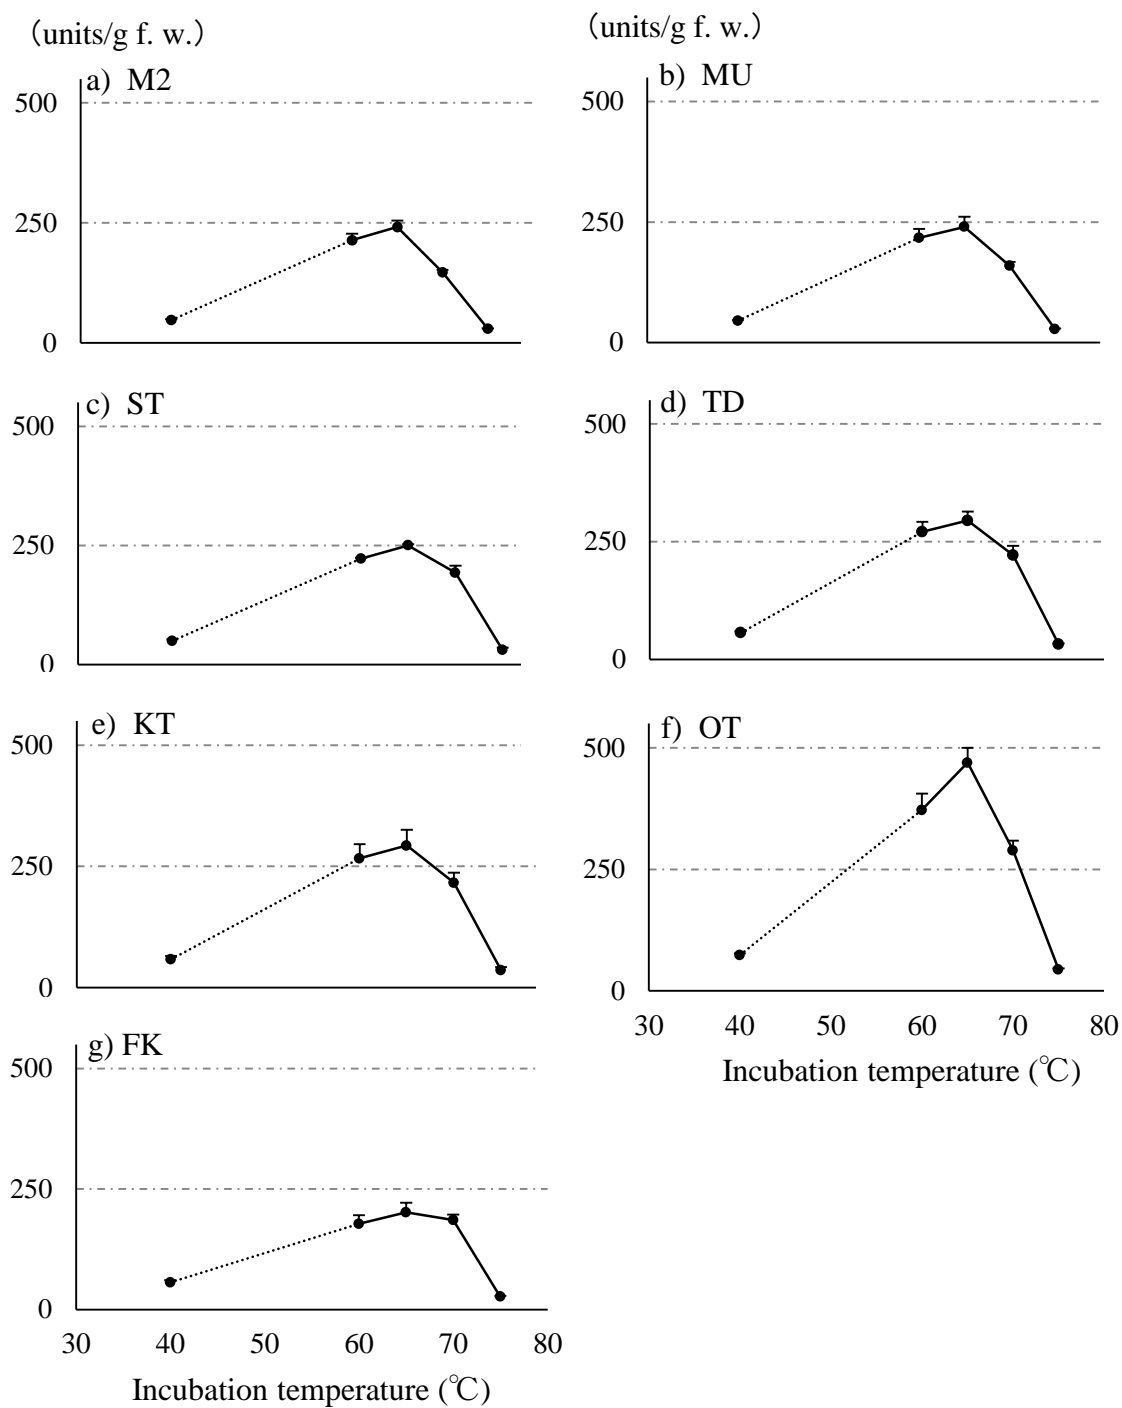 (units/g f. w.)
(units/g f. w.)
a) M2
500
250
0
b) MU
500
250
0
c) ST
500
250
0
d) TD
500
250
0
e) KT
500
250
0
f) OT
500
250
0
30 40 50 60 70 80
Incubation temperature (℃)
g) FK
500
250
0
30 40 50 60 70 80
Incubation temperature (℃)